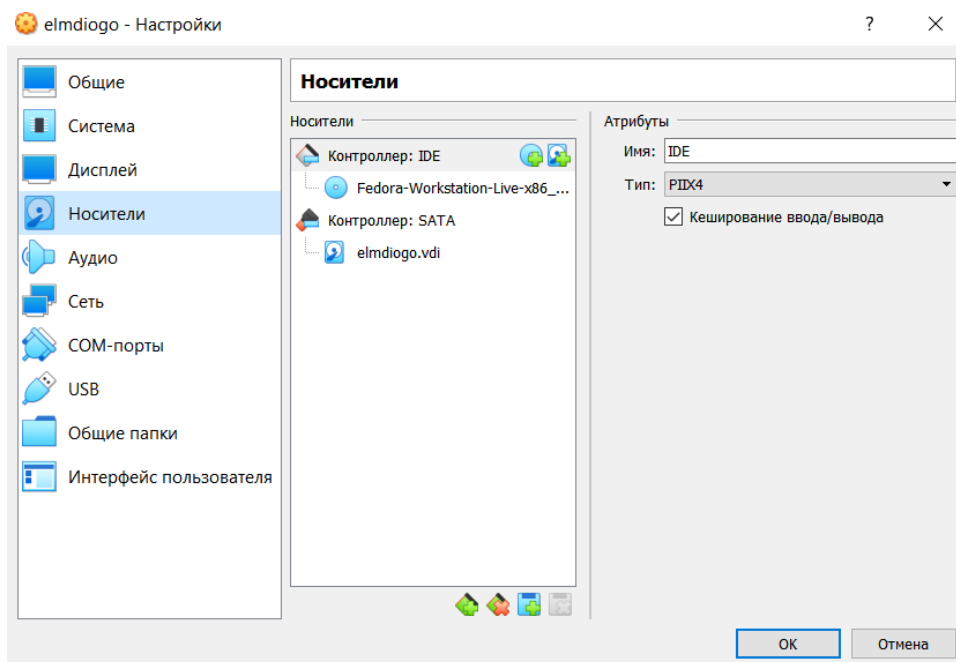 elmdiogo - Настройки
?
Общие
Система
Дисплей
Носители
Аудио
Сеть
COM-порты
USB
Общие папки
Интерфейс пользователя
Носители
Носители
Контроллер: IDE
Fedora-Workstation-Live-x86_...
Контроллер: SATA
elmdiogo.vdi
Атрибуты
Имя: IDE
Тип: PIIX4
Кеширование ввода/вывода
OK
Отмена